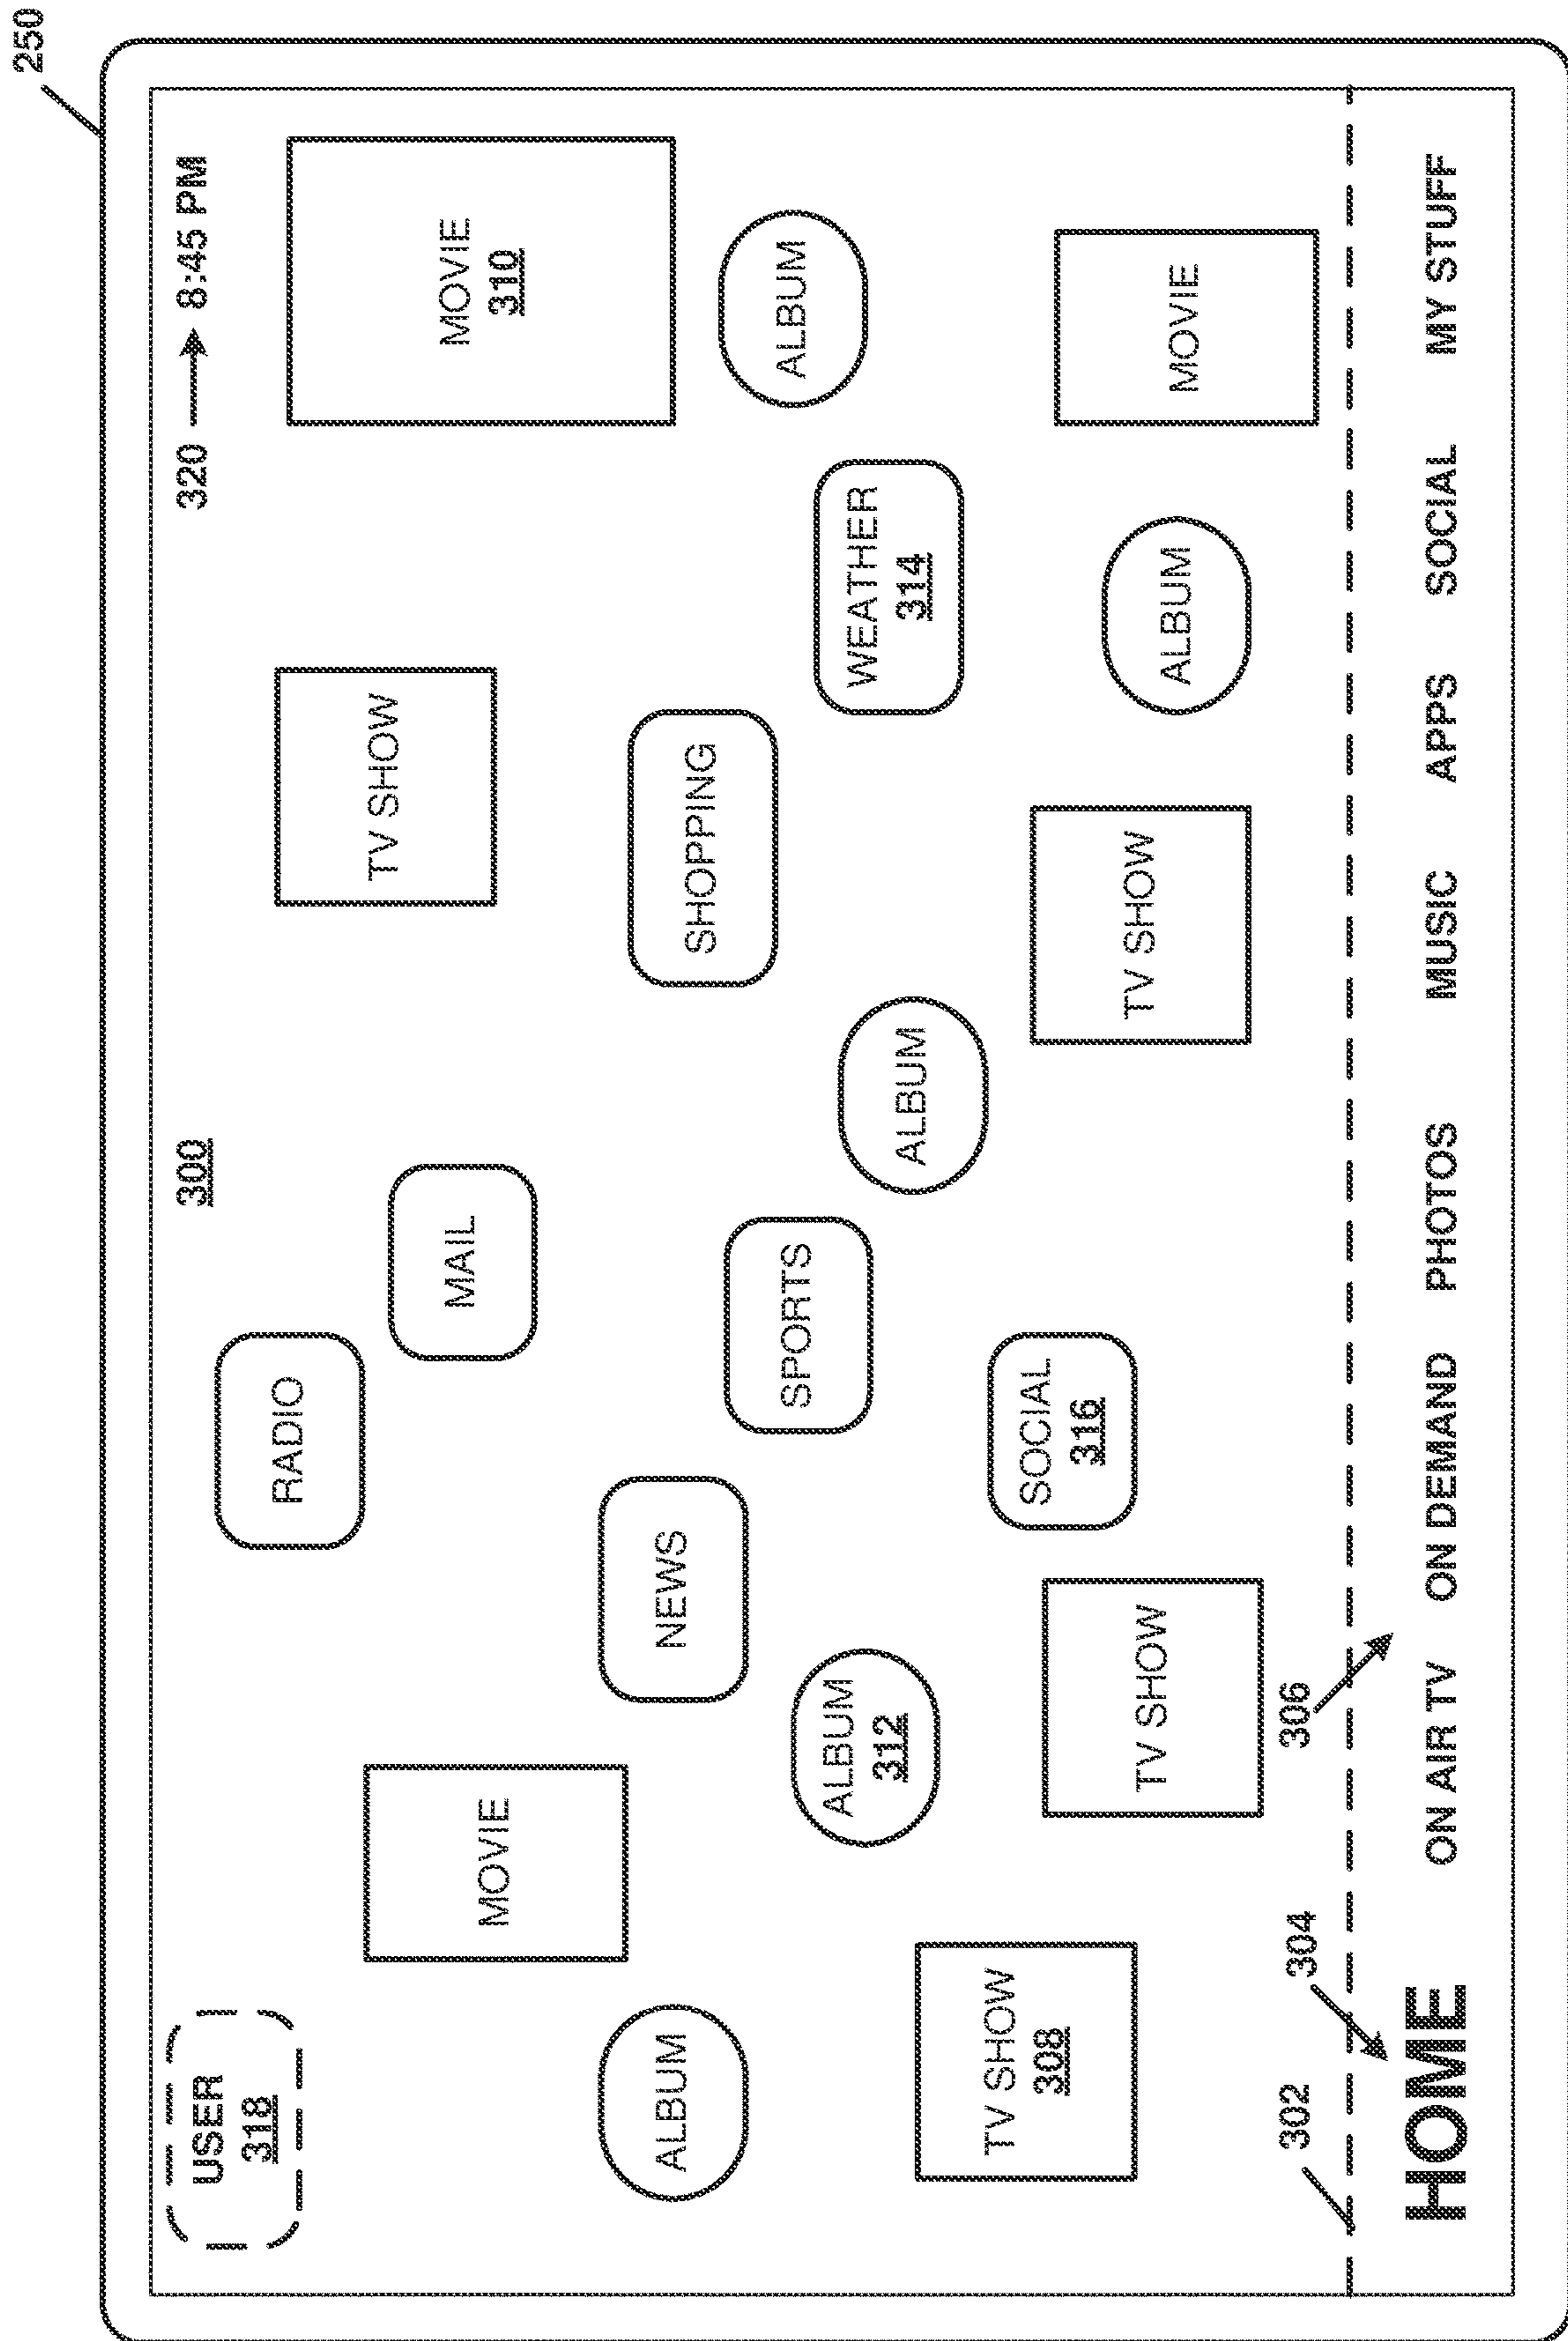 250
USER
318
300
320 → 8:45 PM
RADIO
TV SHOW
MAIL
MOVIE
310
MOVIE
ALBUM
NEWS
SHOPPING
SPORTS
ALBUM
ALBUM
312
WEATHER
314
ALBUM
TV SHOW
308
SOCIAL
316
TV SHOW
TV SHOW
ALBUM
MOVIE
302
304
306
HOME ON AIR TV ON DEMAND PHOTOS MUSIC APPS SOCIAL MY STUFF